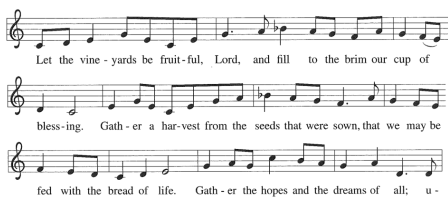 Let the vine - yards be fruit - ful, Lord, and fill to the brim our cup of
bless - ing. Gath - er a har - vest from the seeds that were sown, that we may be
fed with the bread of life. Gath - er the hopes and the dreams of all; u -